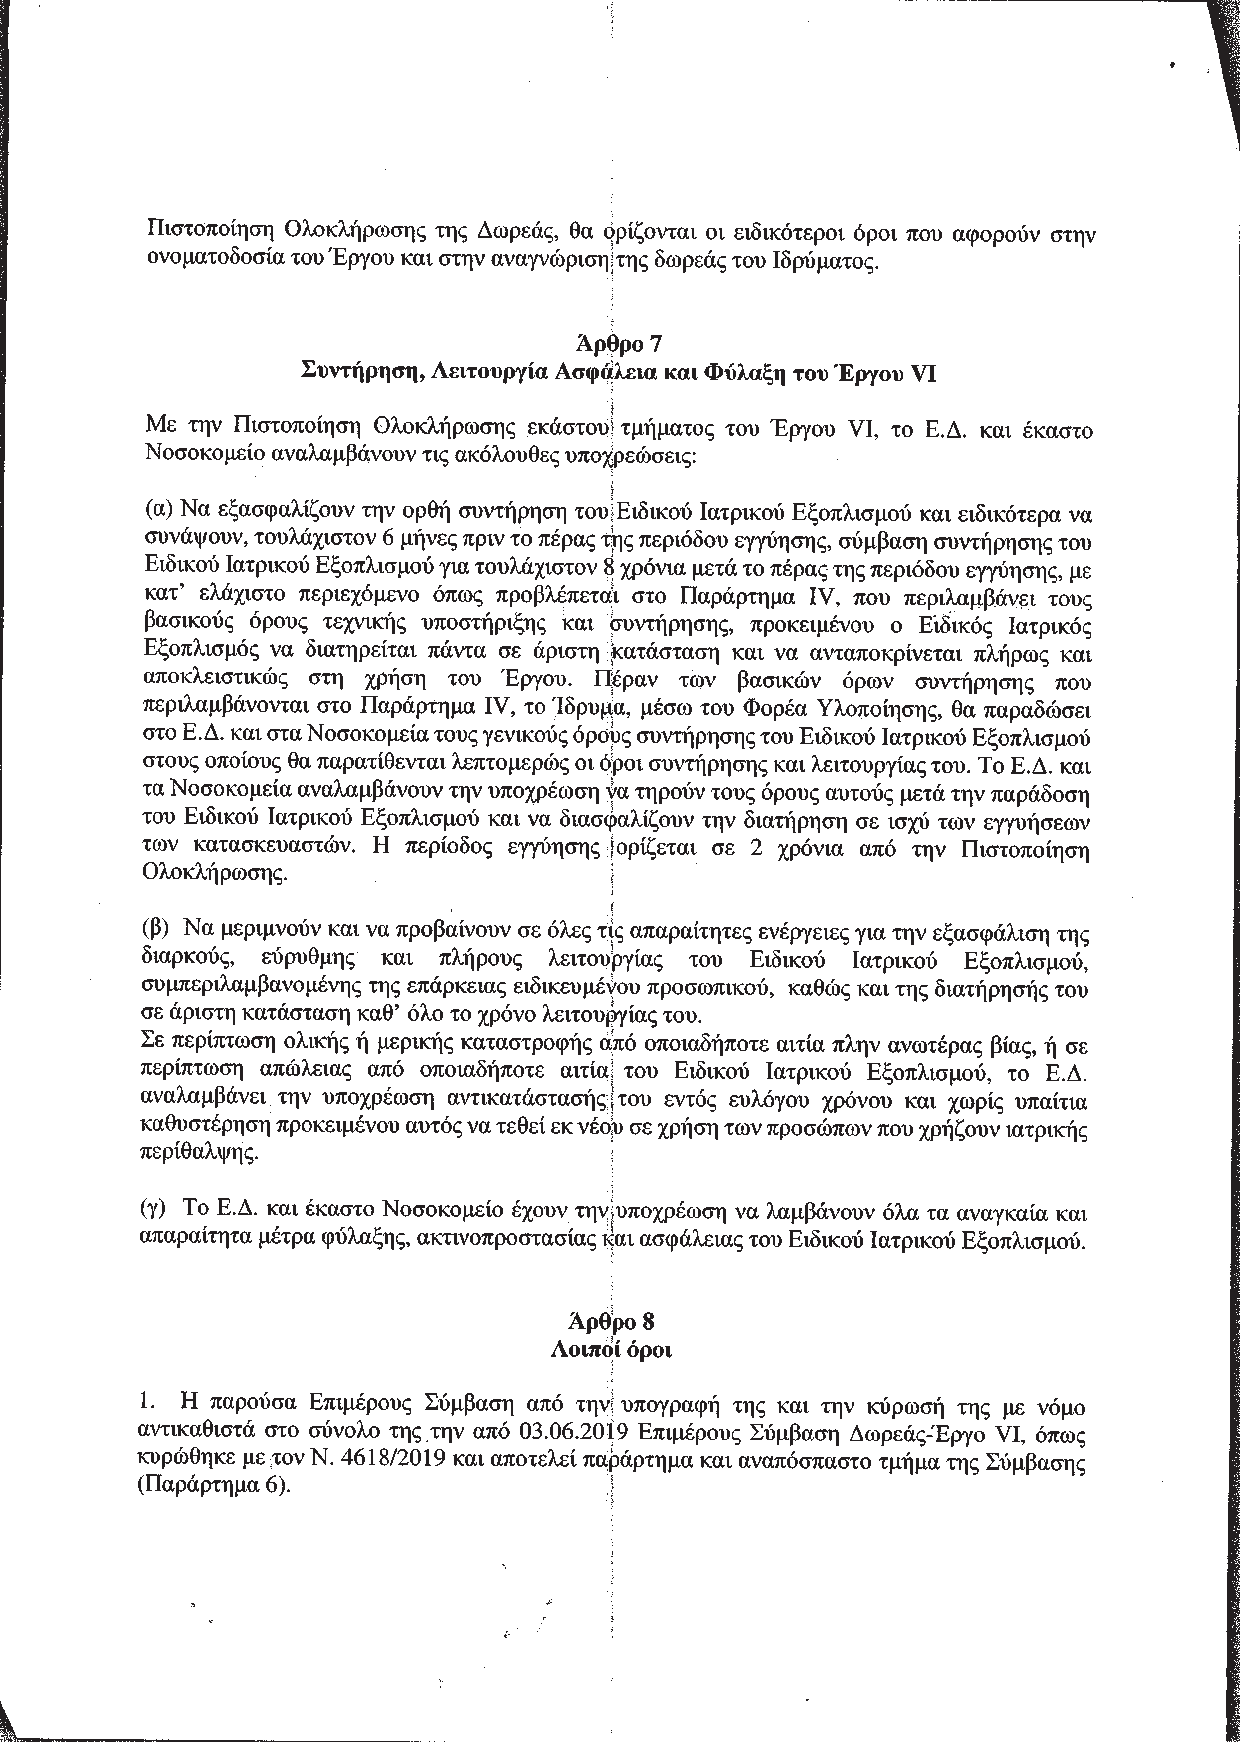 Πιστοποίηση Ολοκλήρωσης της Δωρεάς, θα ορίζονται οι ειδικότεροι όροι που αφορούν στην
ονοματοδοσία του Έργου και στην αναγνώριση της δωρεάς του Ιδρύματος.
Άρθρο 7
Συντήρηση, Λειτουργία Ασφάλεια και Φύλαξη του Έργου VI
Με την Πιστοποίηση Ολοκλήρωσης εκάστου τμήματος του Έργου VI, το Ε.Δ. και έκαστο
Νοσοκομείο αναλαμβάνουν τις ακόλουθες υποχρεώσεις:
(α) Να εξασφαλίζουν την ορθή συντήρηση του Ειδικού Ιατρικού Εξοπλισμού και ειδικότερα να
συνάψουν, τουλάχιστον 6 μήνες πριν το πέρας της περιόδου εγγύησης, σύμβαση συντήρησης του
Ειδικού Ιατρικού Εξοπλισμού για τουλάχιστον 8 χρόνια μετά το πέρας της περιόδου εγγύησης, με
κατ’ ελάχιστο περιεχόμενο όπως προβλέπεται στο Παράρτημα IV, που περιλαμβάνει τους
βασικούς όρους τεχνικής υποστήριξης και συντήρησης, προκειμένου ο Ειδικός Ιατρικός
Εξοπλισμός να διατηρείται πάντα σε άριστη κατάσταση και να ανταποκρίνεται πλήρως και
αποκλειστικώς στη χρήση του Έργου. Πέραν των βασικών όρων συντήρησης που
περιλαμβάνονται στο Παράρτημα IV, το Ίδρυμα, μέσω του Φορέα Υλοποίησης, θα παραδώσει
στο Ε.Δ. και στα Νοσοκομεία τους γενικούς όρους συντήρησης του Ειδικού Ιατρικού Εξοπλισμού
στους οποίους θα παρατίθενται λεπτομερώς οι όροι συντήρησης και λειτουργίας του. Το Ε.Δ. και
τα Νοσοκομεία αναλαμβάνουν την υποχρέωση να τηρούν τους όρους αυτούς μετά την παράδοση
του Ειδικού Ιατρικού Εξοπλισμού και να διασφαλίζουν την διατήρηση σε ισχύ των εγγυήσεων
των κατασκευαστών. Η περίοδος εγγύησης ορίζεται σε 2 χρόνια από την Πιστοποίηση
Ολοκλήρωσης.
(β) Να μεριμνούν και να προβαίνουν σε όλες τις απαραίτητες ενέργειες για την εξασφάλιση της
διαρκούς, εύρυθμης και πλήρους λειτουργίας του Ειδικού Ιατρικού Εξοπλισμού,
συμπεριλαμβανομένης της επάρκειας ειδικευμένου προσωπικού, καθώς και της διατήρησής του
σε άριστη κατάσταση καθ’ όλο το χρόνο λειτουργίας του.
Σε περίπτωση ολικής ή μερικής καταστροφής από οποιαδήποτε αιτία πλην ανωτέρας βίας, ή σε
περίπτωση απώλειας από οποιαδήποτε αιτία του Ειδικού Ιατρικού Εξοπλισμού, το Ε.Δ.
αναλαμβάνει την υποχρέωση αντικατάστασής του εντός ευλόγου χρόνου και χωρίς υπαίτια
καθυστέρηση προκειμένου αυτός να τεθεί εκ νέου σε χρήση των προσώπων που χρήζουν ιατρικής
περίθαλψης.
(γ) Το Ε.Δ. και έκαστο Νοσοκομείο έχουν την υποχρέωση να λαμβάνουν όλα τα αναγκαία και
απαραίτητα μέτρα φύλαξης, ακτινοπροστασίας και ασφάλειας του Ειδικού Ιατρικού Εξοπλισμού.
Άρθρο 8
Λοιποί όροι
1. Η παρούσα Επιμέρους Σύμβαση από την υπογραφή της και την κύρωσή της με νόμο
αντικαθιστά στο σύνολο της την από 03.06.2019 Επιμέρους Σύμβαση Δωρεάς-Έργο VI, όπως
κυρώθηκε με τον Ν. 4618/2019 και αποτελεί παράρτημα και αναπόσπαστο τμήμα της Σύμβασης
(Παράρτημα 6).